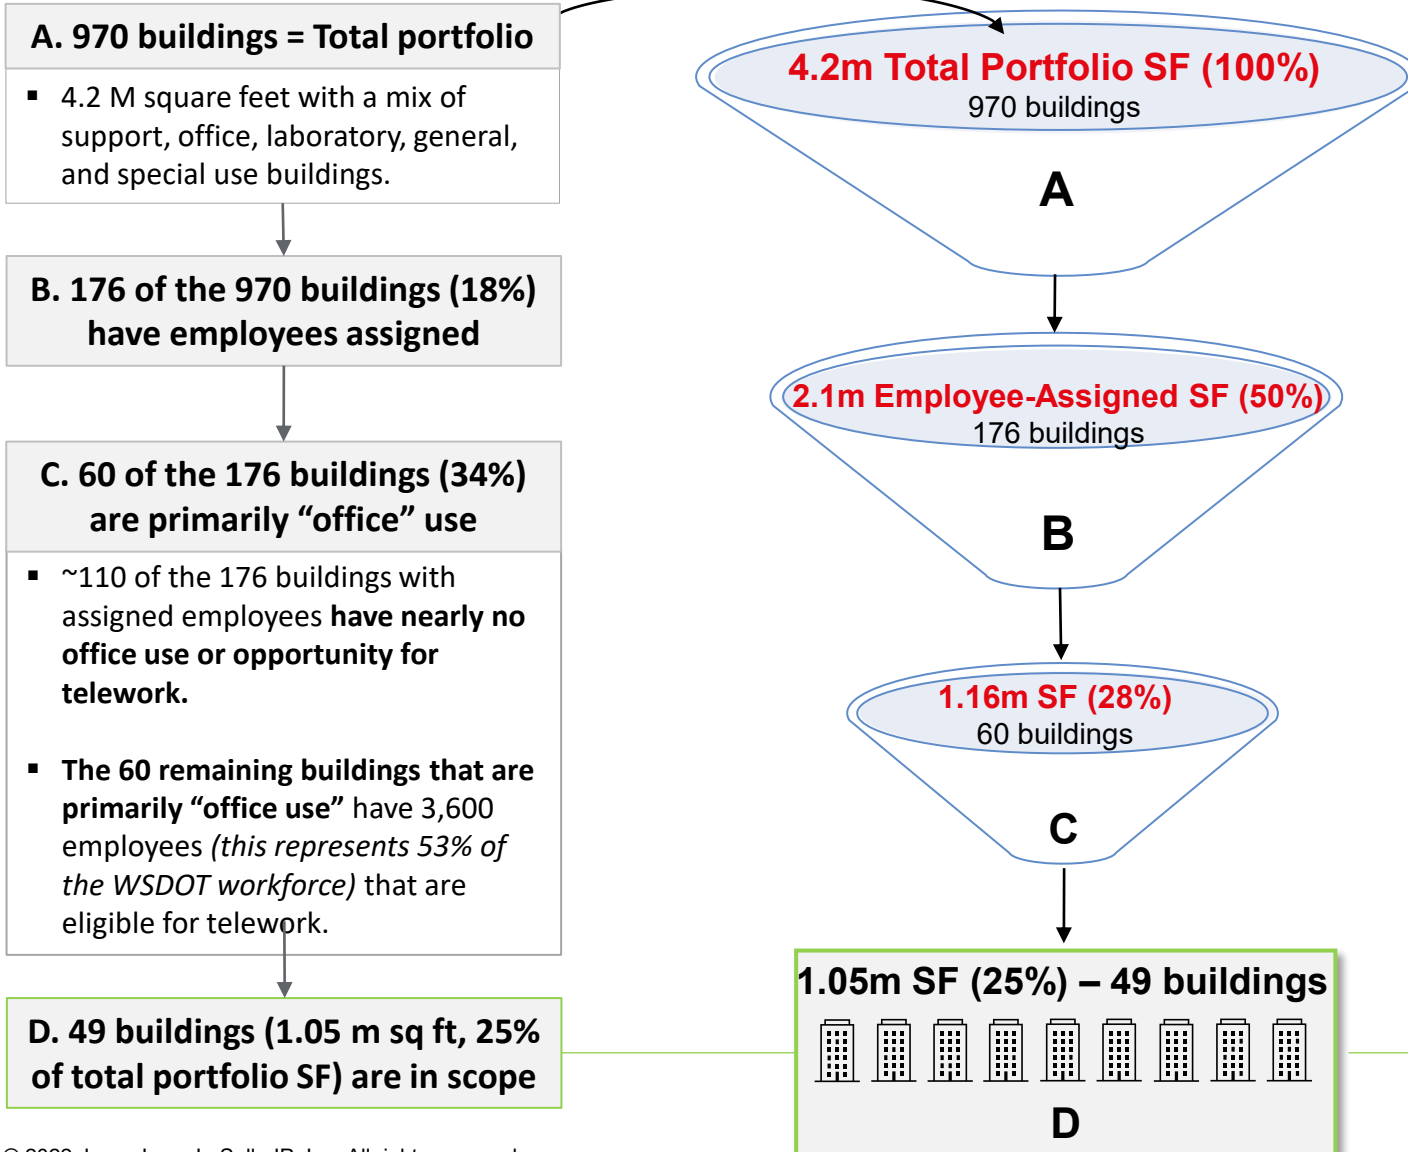 A. 970 buildings = Total portfolio
▪ 4.2 M square feet with a mix of
support, office, laboratory, general,
and special use buildings.
B. 176 of the 970 buildings (18%)
have employees assigned
C. 60 of the 176 buildings (34%)
are primarily “office” use
▪ ~110 of the 176 buildings with
assigned employees have nearly no
office use or opportunity for
telework.
▪ The 60 remaining buildings that are
primarily “office use” have 3,600
employees (this represents 53% of
the WSDOT workforce) that are
eligible for telework.
D. 49 buildings (1.05 m sq ft, 25%
of total portfolio SF) are in scope
4.2m Total Portfolio SF (100%)
970 buildings
A
2.1m Employee-Assigned SF (50%)
176 buildings
B
1.16m SF (28%)
60 buildings
C
1.05m SF (25%) – 49 buildings
D